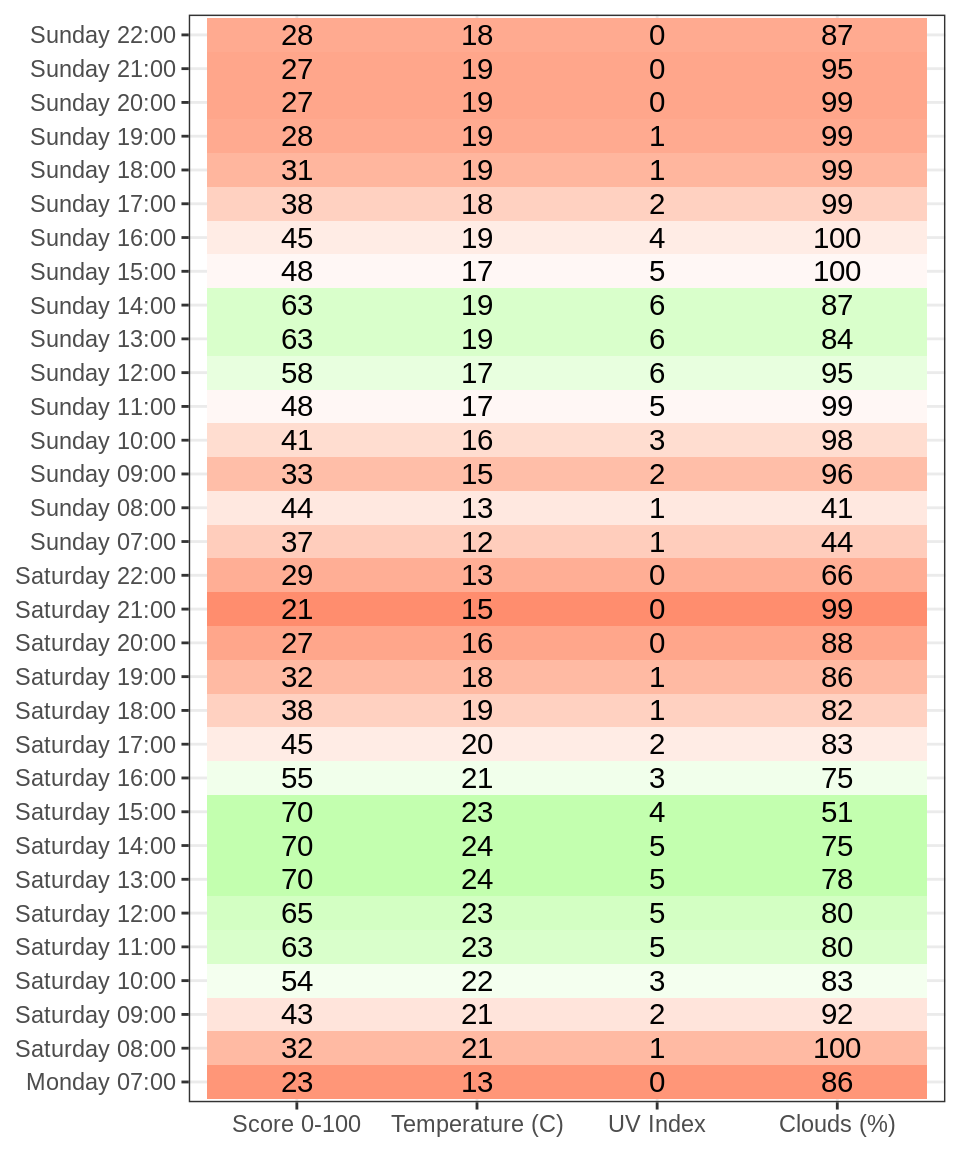 Sunday 22:00 28 18 0 87
Sunday 21:00 27 19 0 95
Sunday 20:00 27 19 0 99
Sunday 19:00 28 19 1 99
Sunday 18:00 31 19 1 99
Sunday 17:00 38 18 2 99
Sunday 16:00 45 19 4 100
Sunday 15:00 48 17 5 100
Sunday 14:00 63 19 6 87
Sunday 13:00 63 19 6 84
Sunday 12:00 58 17 6 95
Sunday 11:00 48 17 5 99
Sunday 10:00 41 16 3 98
Sunday 09:00 33 15 2 96
Sunday 08:00 44 13 1 41
Sunday 07:00 37 12 1 44
Saturday 22:00 29 13 0 66
Saturday 21:00 21 15 0 99
Saturday 20:00 27 16 0 88
Saturday 19:00 32 18 1 86
Saturday 18:00 38 19 1 82
Saturday 17:00 45 20 2 83
Saturday 16:00 55 21 3 75
Saturday 15:00 70 23 4 51
Saturday 14:00 70 24 5 75
Saturday 13:00 70 24 5 78
Saturday 12:00 65 23 5 80
Saturday 11:00 63 23 5 80
Saturday 10:00 54 22 3 83
Saturday 09:00 43 21 2 92
Saturday 08:00 32 21 1 100
Monday 07:00 23 13 0 86
Score 0-100 Temperature (C) UV Index Clouds (%)